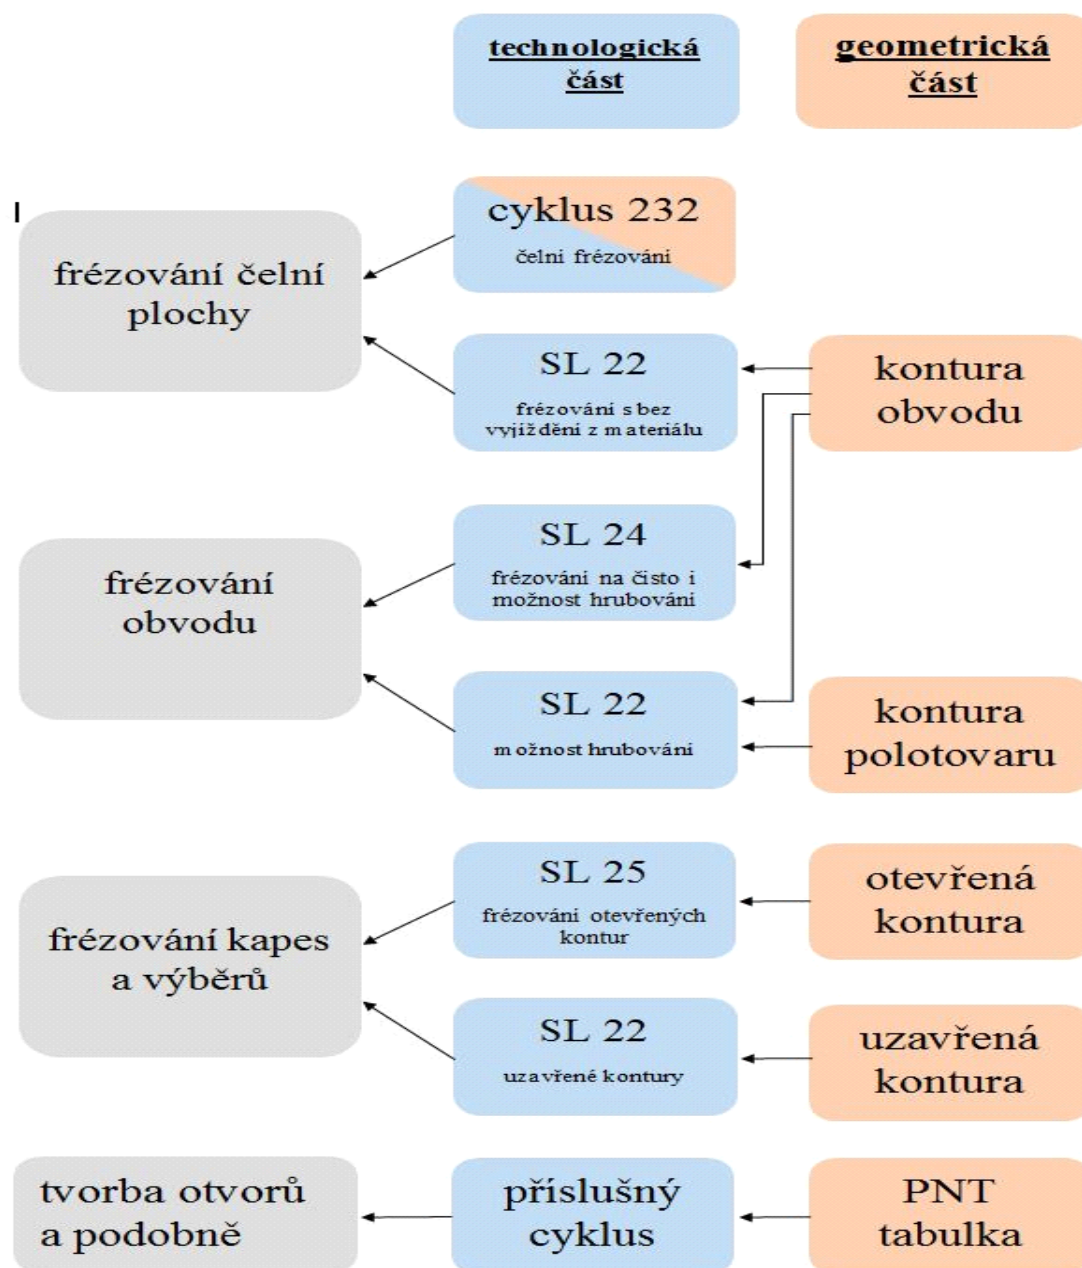 technologická
část
geometrická
část
cyklus 232
čelní frézování
frézování čelní
plochy
SL 22
frézování s bez
vyjíždění z materiálu
kontura
obvodu
SL 24
frézování na čisto i
možnost hrubování
frézování
obvodu
SL 22
možnost hrubování
kontura
polotovaru
SL 25
frézování otevřených
kontur
otevřená
kontura
frézování kapes
a výběrů
SL 22
uzavřené kontury
uzavřená
kontura
tvorba otvorů
a podobně
příslušný
cyklus
PNT
tabulka